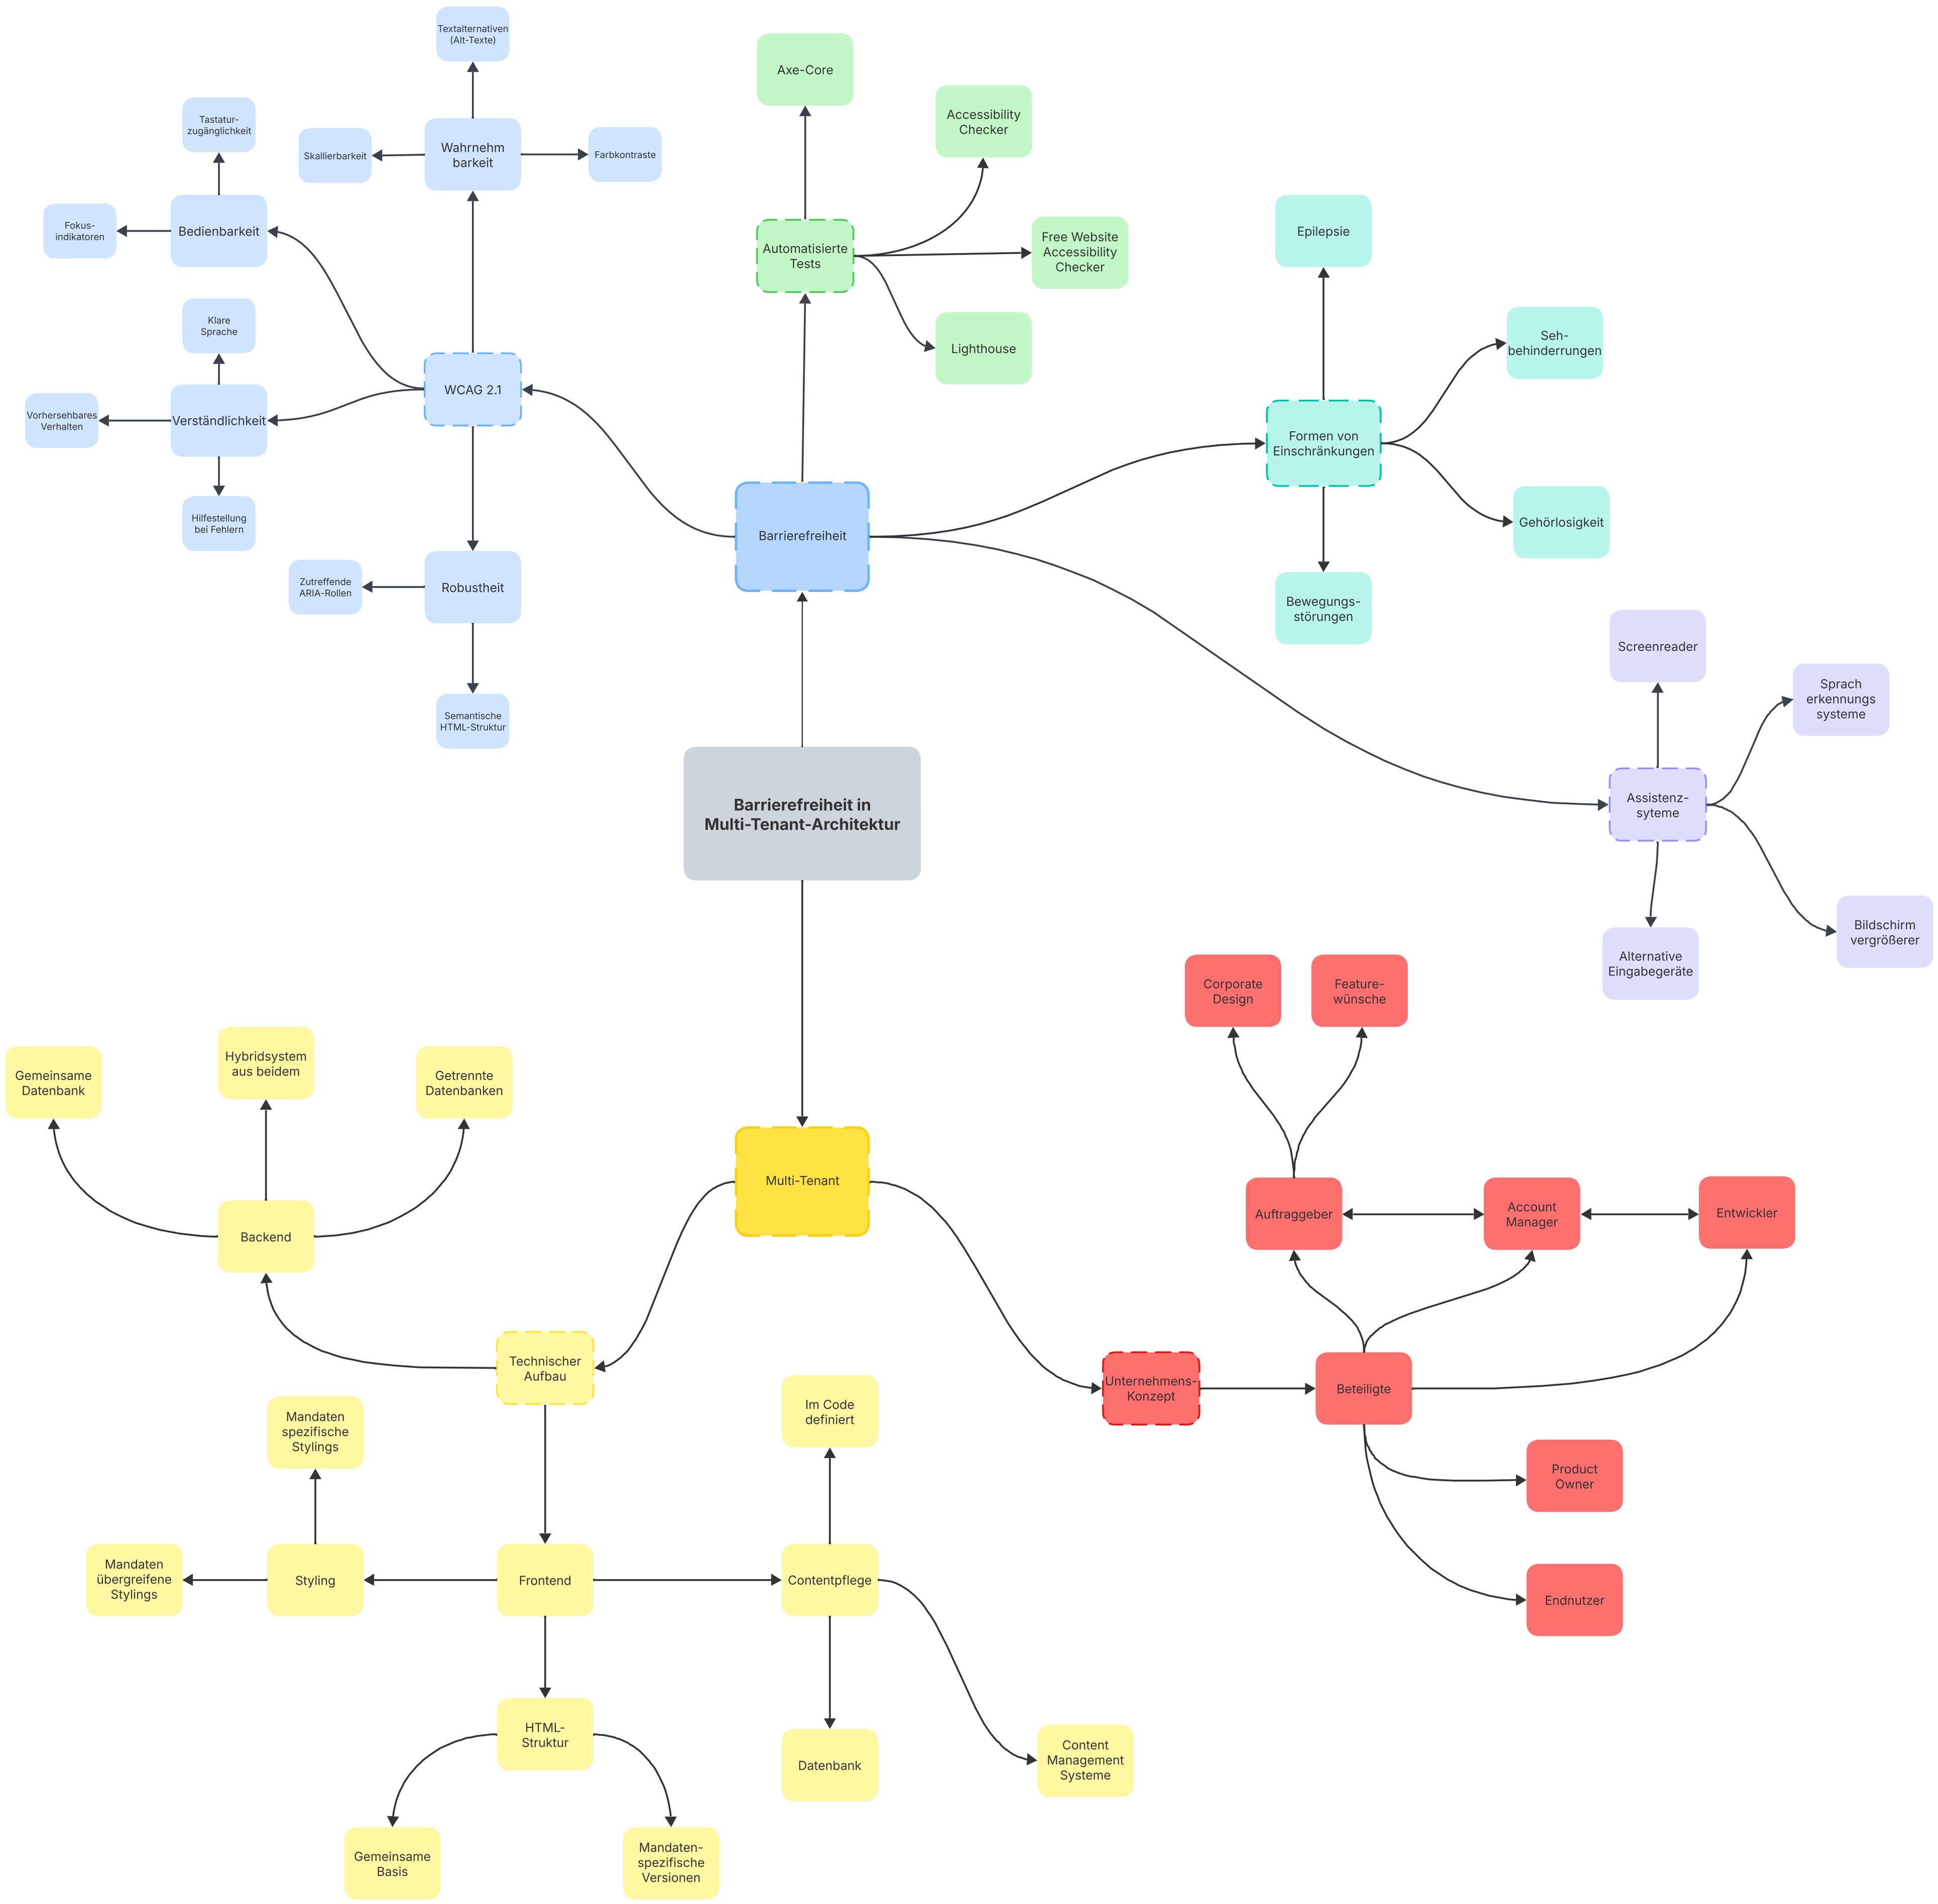 Textalternativen
(Alt-Texte)
Axe-Core
Accessibility
Checker
Tastatur-
zugänglichkeit
Skallierbarkeit
Wahrnehm
barkeit
Farbkontraste
Fokus-
indikatoren
Bedienbarkeit
Automatisierte
Tests
Free Website
Accessibility
Checker
Epilepsie
Klare
Sprache
Lighthouse
Seh-
behinderrungen
Vorhersehbares
Verhalten
Verständlichkeit
WCAG 2.1
Formen von
Einschränkungen
Hilfestellung
bei Fehlern
Barrierefreiheit
Gehörlosigkeit
Zutreffende
ARIA-Rollen
Robustheit
Bewegungs-
störungen
Screenreader
Sprach
erkennungs
systeme
Semantische
HTML-Struktur
Barrierefreiheit in
Multi-Tenant-Architektur
Assistenz-
syteme
Bildschirm
vergrößerer
Alternative
Eingabegeräte
Corporate
Design
Feature-
wünsche
Gemeinsame
Datenbank
Hybridsystem
aus beidem
Getrennte
Datenbanken
Multi-Tenant
Auftraggeber
Account
Manager
Entwickler
Backend
Technischer
Aufbau
Unternehmens-
Konzept
Beteiligte
Mandaten
spezifische
Stylings
Im Code
definiert
Product
Owner
Mandaten
übergreifene
Stylings
Styling
Frontend
Contentpflege
Endnutzer
HTML-
Struktur
Datenbank
Content
Management
Systeme
Gemeinsame
Basis
Mandaten-
spezifische
Versionen